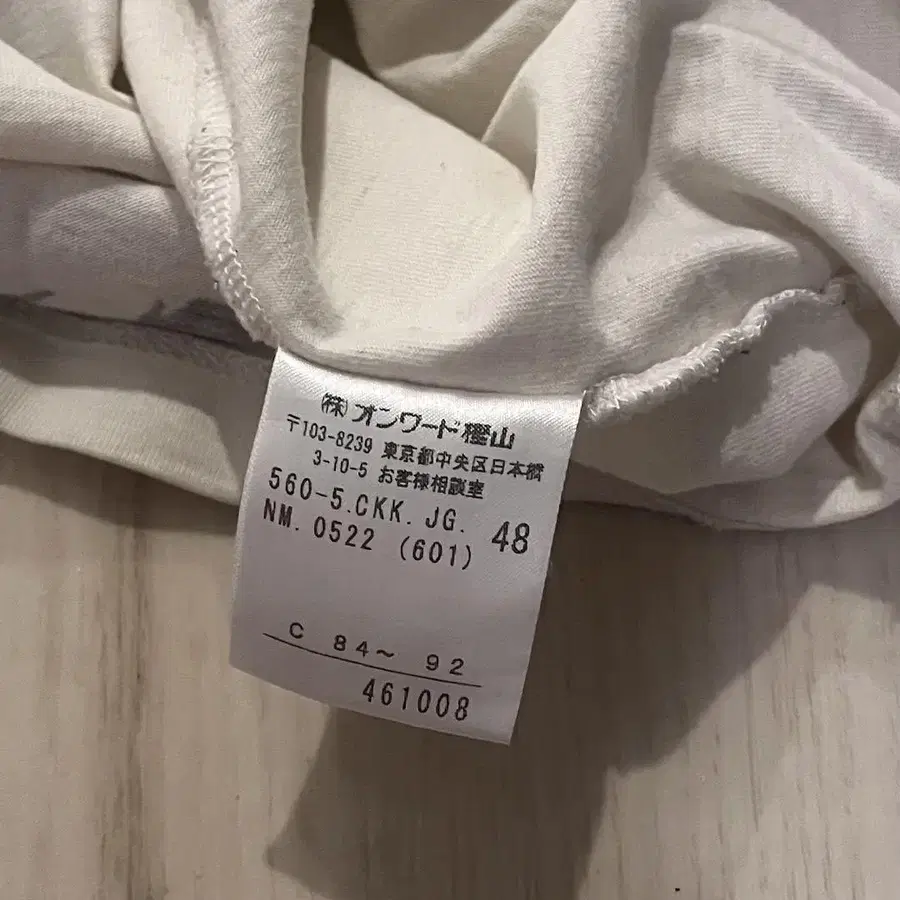 ㈱オンワード樫山
〒103-8239 東京都中央区日本橋
3-10-5 お客様相談室
560-5.CKK.JG. 48
NM.0522 (601)
C 84～ 92
461008